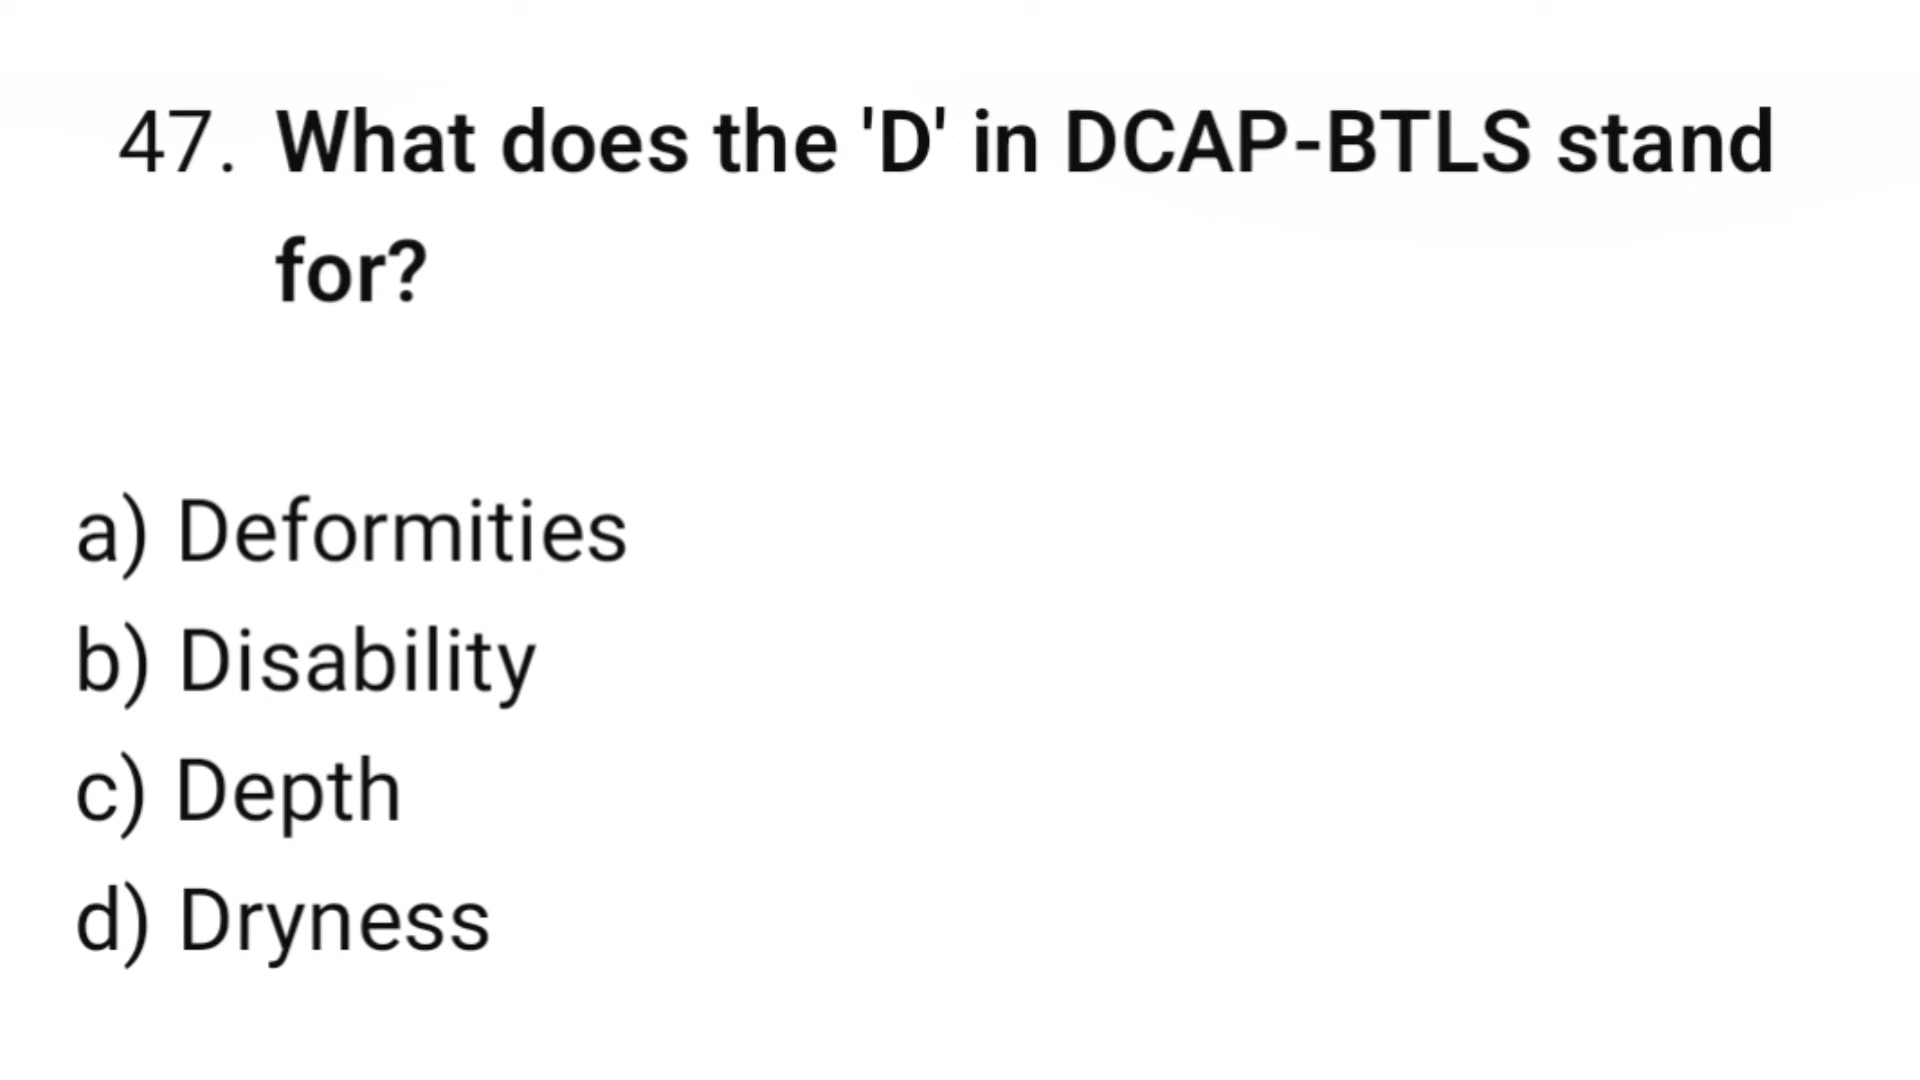 47. What does the 'D' in DCAP-BTLS stand
for?
a) Deformities
b) Disability
c) Depth
d) Dryness